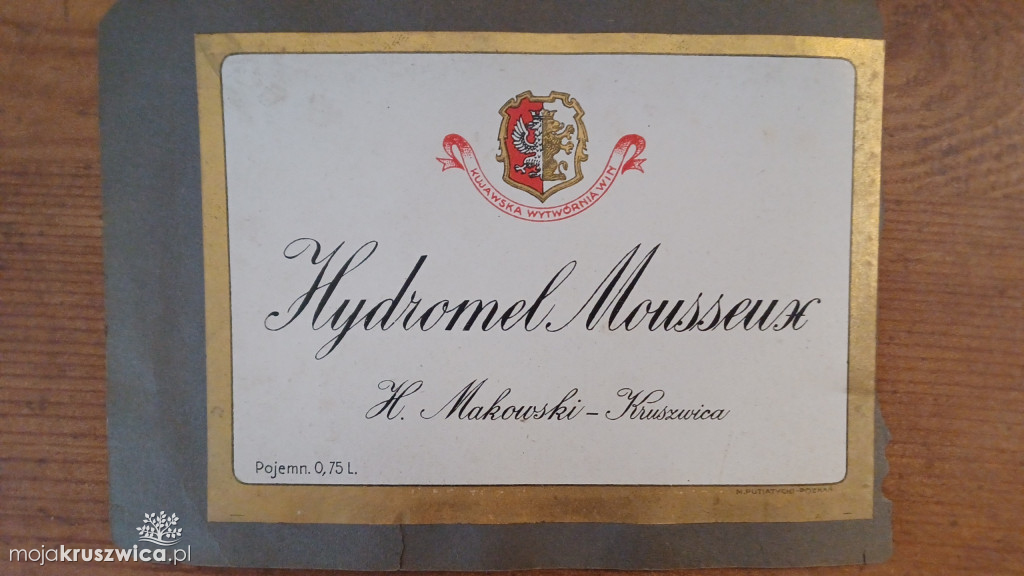 KUJAWSKA WYTWÓRNIA WIN
Hydromel Mousseux
H. Makowski – Kruszwica
Pojemn. 0,75 L.
mojakruszwica.pl